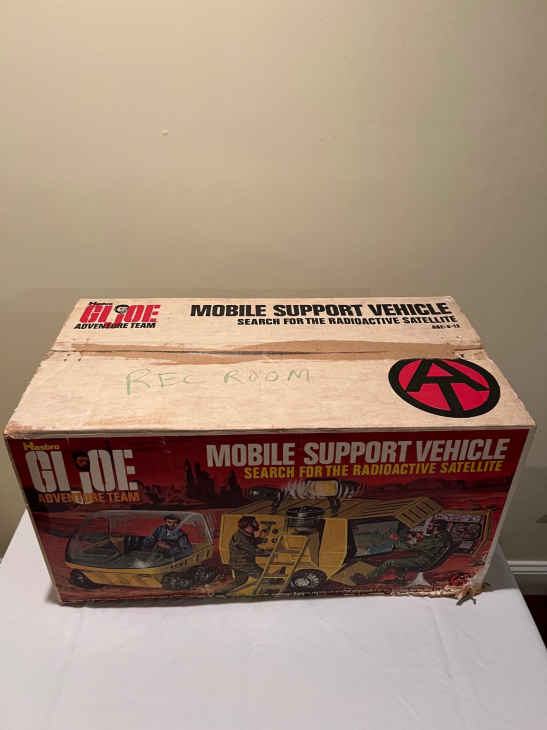 Hasbro
GI JOE
ADVENTURE TEAM
MOBILE SUPPORT VEHICLE
SEARCH FOR THE RADIOACTIVE SATELLITE
REC ROOM
AT
Hasbro
GI JOE
ADVENTURE TEAM
MOBILE SUPPORT VEHICLE
SEARCH FOR THE RADIOACTIVE SATELLITE